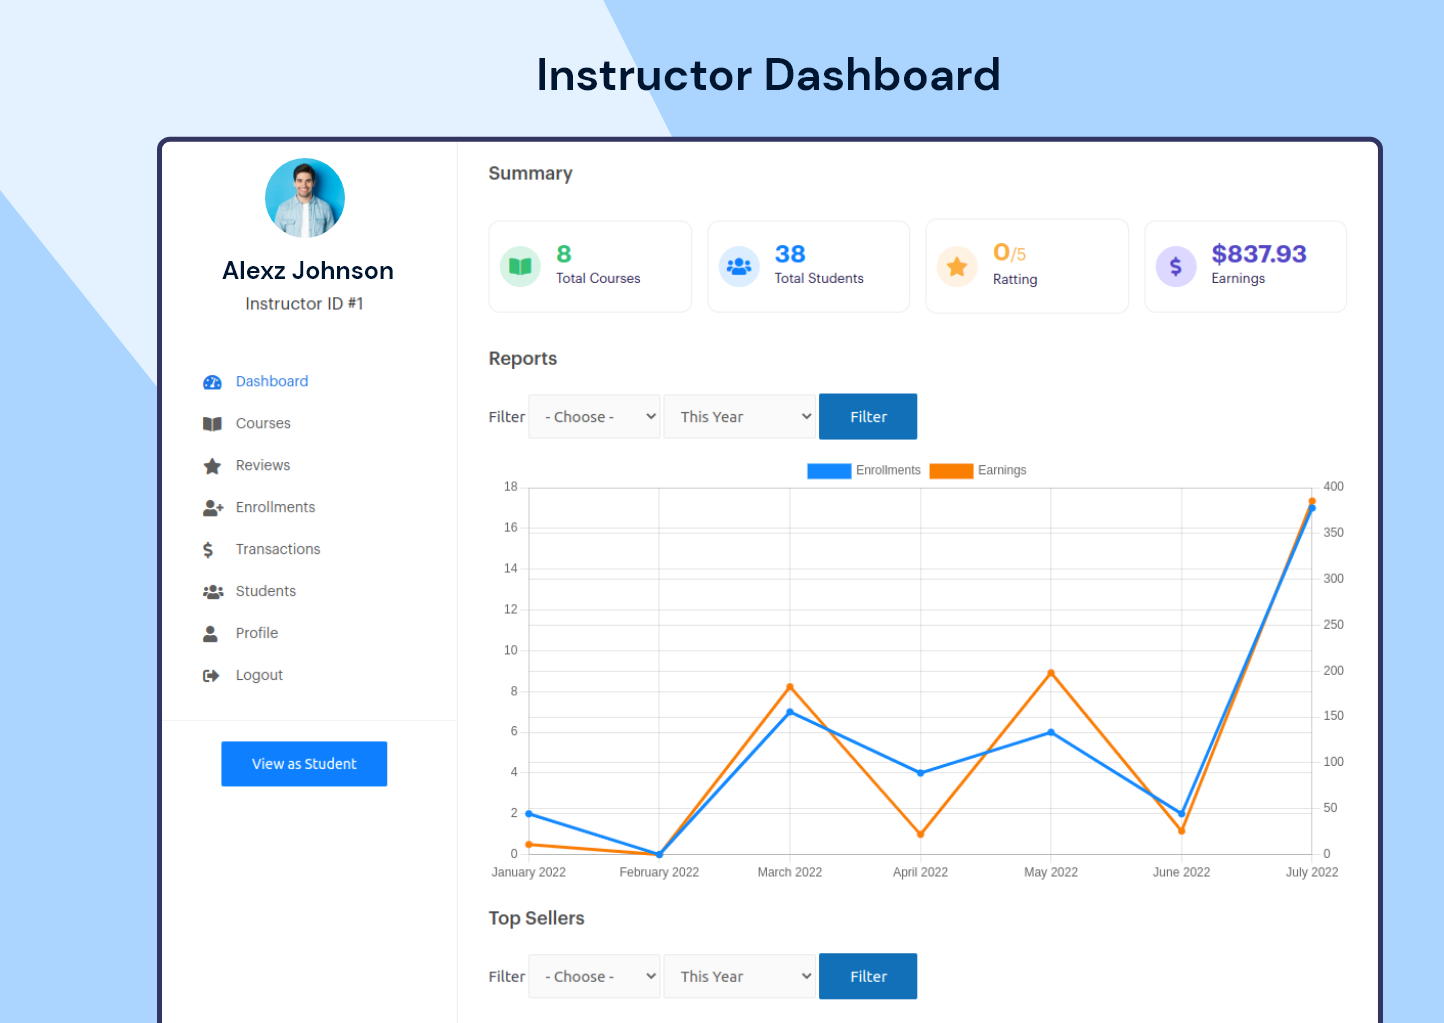 Instructor Dashboard
Alexz Johnson
Instructor ID #1
Dashboard
Courses
Reviews
Enrollments
Transactions
Students
Profile
Logout
View as Student
Summary
8
Total Courses
38
Total Students
0/5
Ratting
$837.93
Earnings
Reports
Filter - Choose - This Year Filter
Enrollments Earnings
18 400
16 350
14 300
12 250
10 200
8 150
6 100
4 50
2 0
0
January 2022 February 2022 March 2022 April 2022 May 2022 June 2022 July 2022
Top Sellers
Filter - Choose - This Year Filter